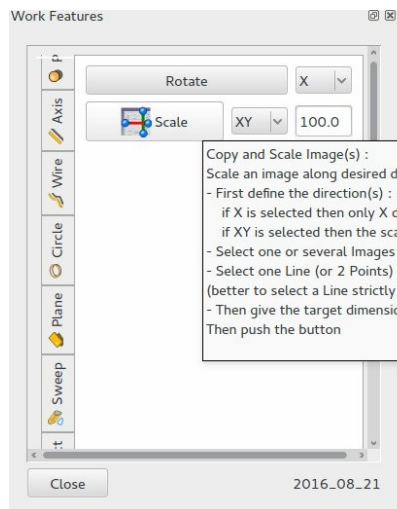 Work Features
Rotate
X
Scale
XY
100.0
Axis
Wire
Circle
Plane
Sweep
Copy and Scale Image(s) :
Scale an image along desired d
- First define the direction(s) :
if X is selected then only X
if XY is selected then the sca
- Select one or several Images
- Select one Line (or 2 Points)
(better to select a Line strictly
- Then give the target dimensi
Then push the button
Close
2016_08_21